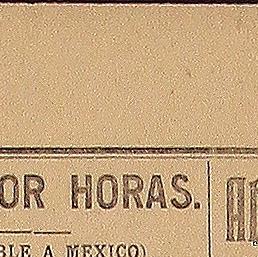 OR HORAS.
BLE A MEXICO)